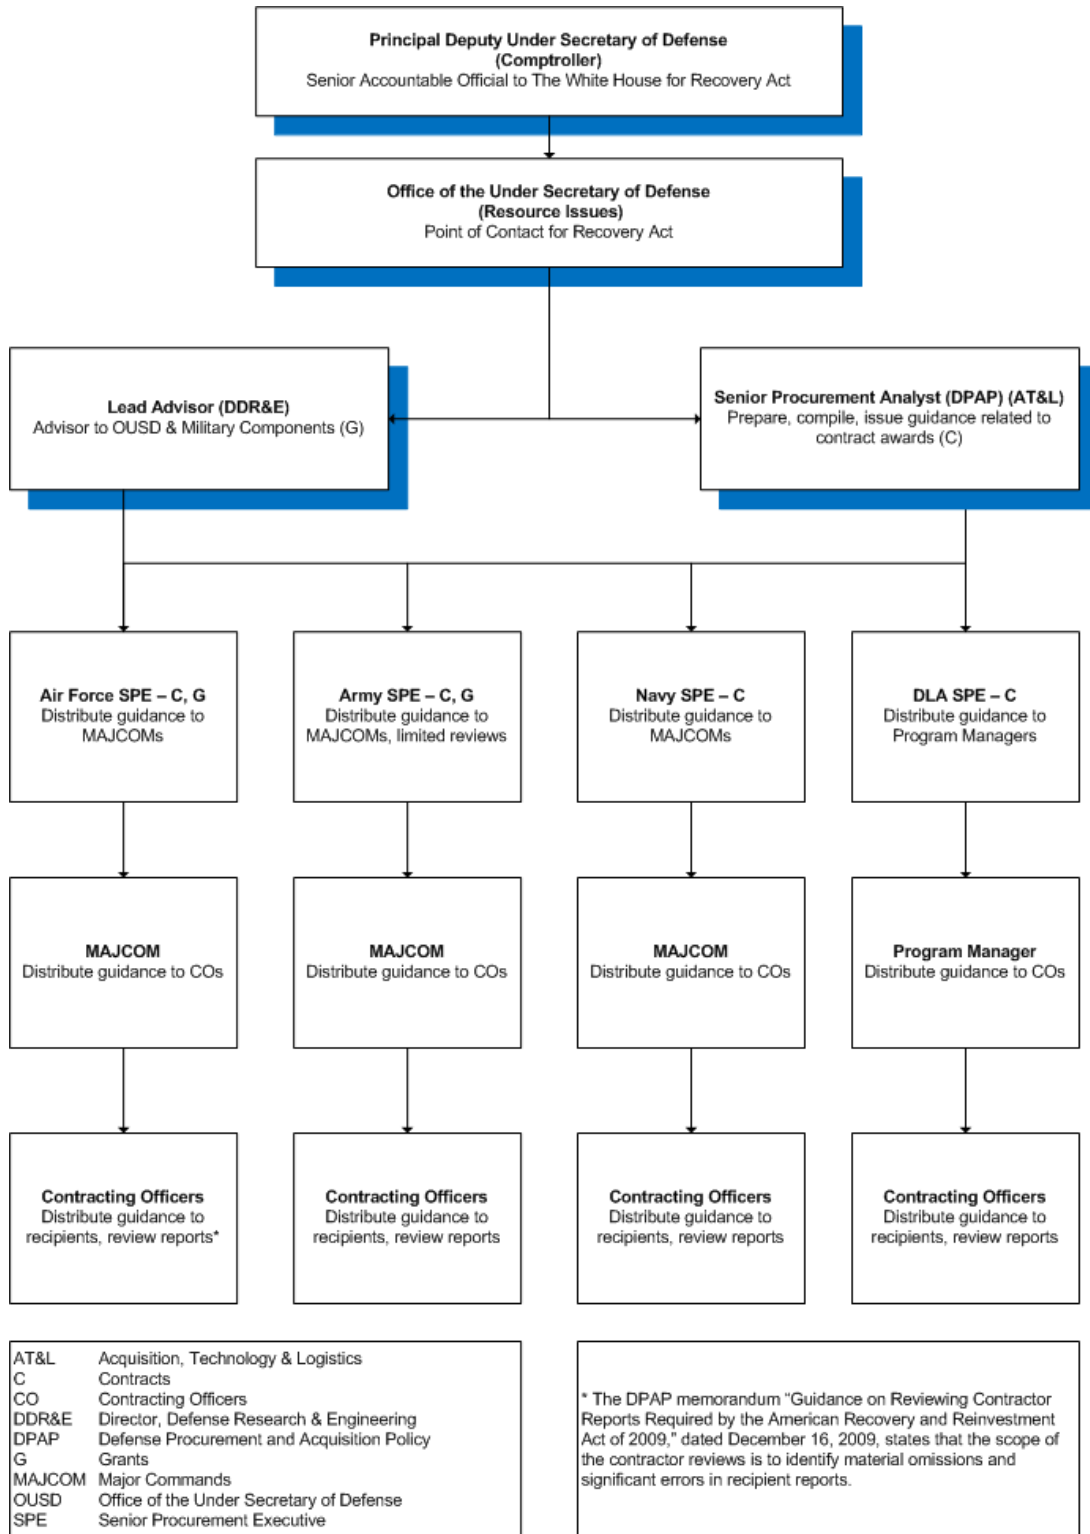 Principal Deputy Under Secretary of Defense
(Comptroller)
Senior Accountable Official to The White House for Recovery Act
Office of the Under Secretary of Defense
(Resource Issues)
Point of Contact for Recovery Act
Lead Advisor (DDR&E)
Advisor to OUSD & Military Components (G)
Senior Procurement Analyst (DPAP) (AT&L)
Prepare, compile, issue guidance related to
contract awards (C)
Air Force SPE – C, G
Distribute guidance to
MAJCOMs
Army SPE – C, G
Distribute guidance to
MAJCOMs, limited reviews
Navy SPE – C
Distribute guidance to
MAJCOMs
DLA SPE – C
Distribute guidance to
Program Managers
MAJCOM
Distribute guidance to COs
MAJCOM
Distribute guidance to COs
MAJCOM
Distribute guidance to COs
Program Manager
Distribute guidance to COs
Contracting Officers
Distribute guidance to
recipients, review reports*
Contracting Officers
Distribute guidance to
recipients, review reports
Contracting Officers
Distribute guidance to
recipients, review reports
Contracting Officers
Distribute guidance to
recipients, review reports
AT&L Acquisition, Technology & Logistics
C Contracts
CO Contracting Officers
DDR&E Director, Defense Research & Engineering
DPAP Defense Procurement and Acquisition Policy
G Grants
MAJCOM Major Commands
OUSD Office of the Under Secretary of Defense
SPE Senior Procurement Executive
* The DPAP memorandum “Guidance on Reviewing Contractor
Reports Required by the American Recovery and Reinvestment
Act of 2009,” dated December 16, 2009, states that the scope of
the contractor reviews is to identify material omissions and
significant errors in recipient reports.